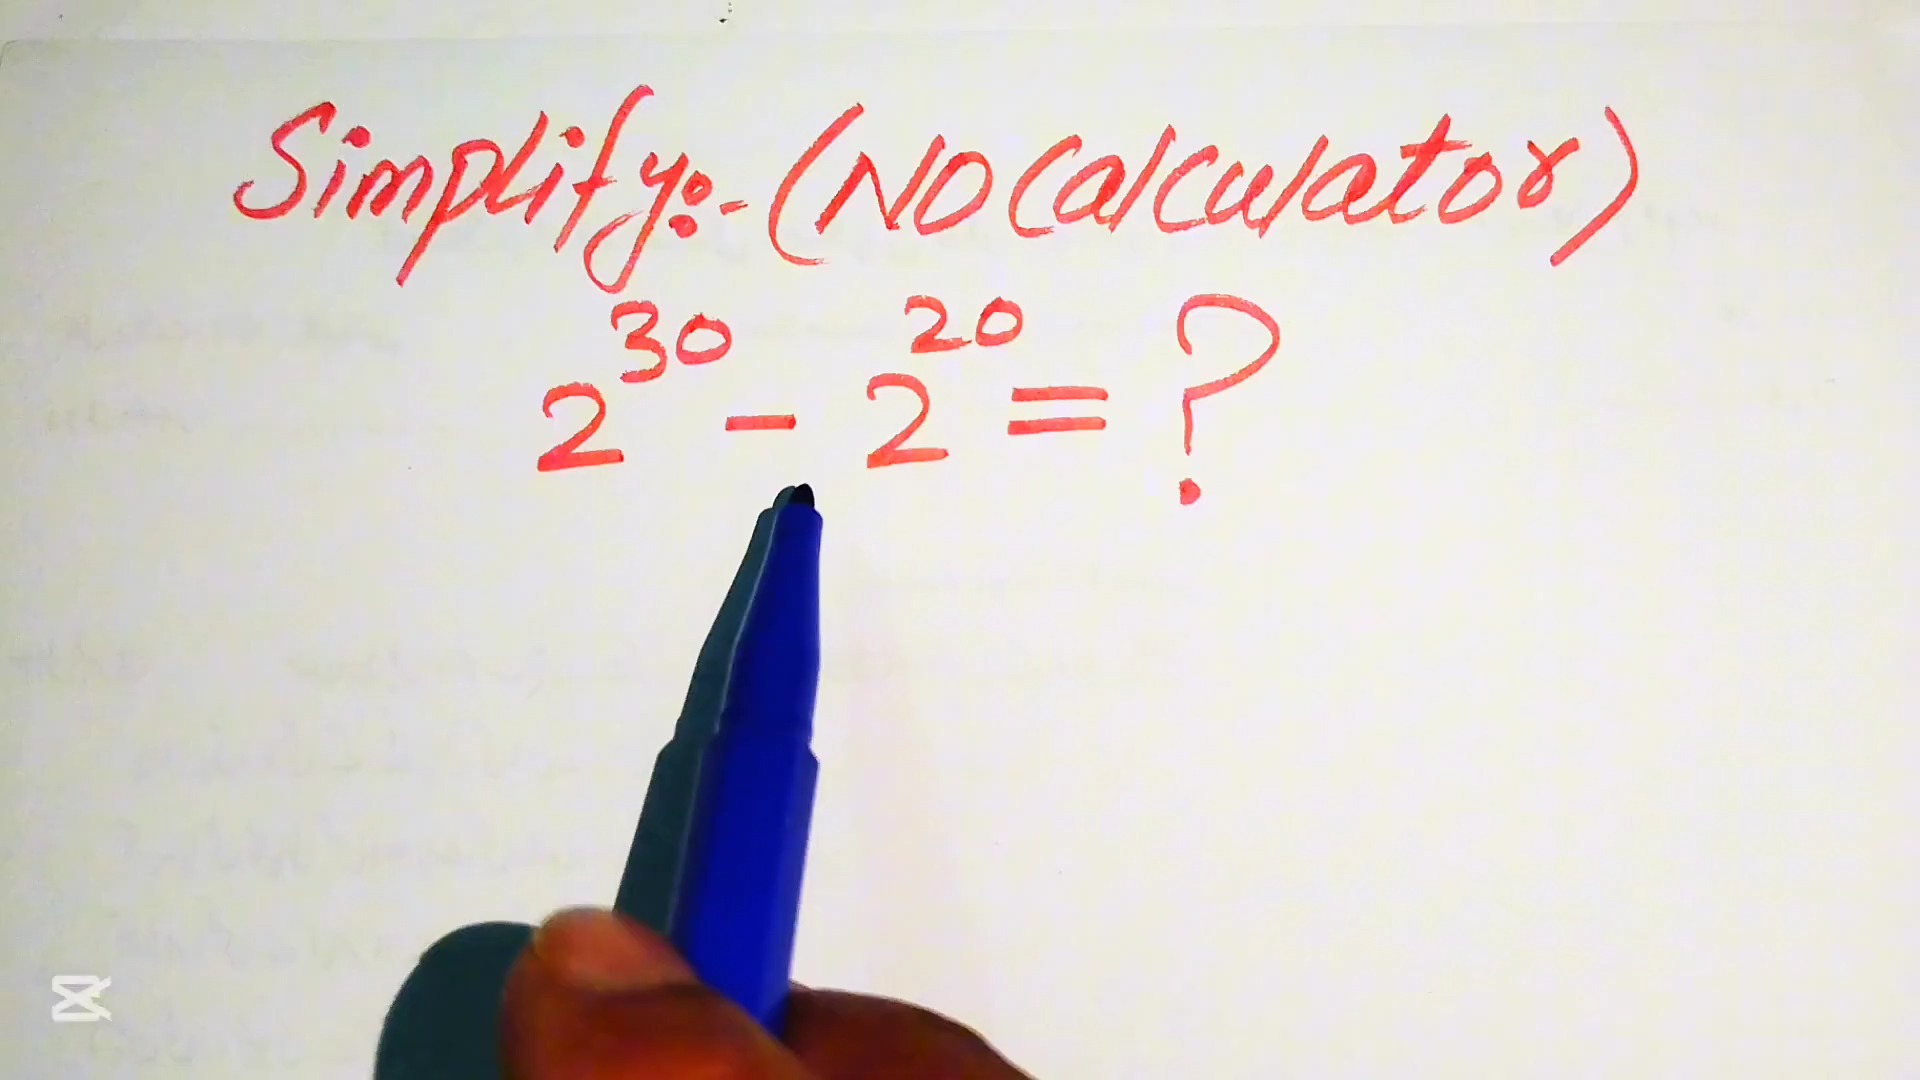 Simplify:- (NO Calculator)
2³⁰ - 2²⁰ = ?